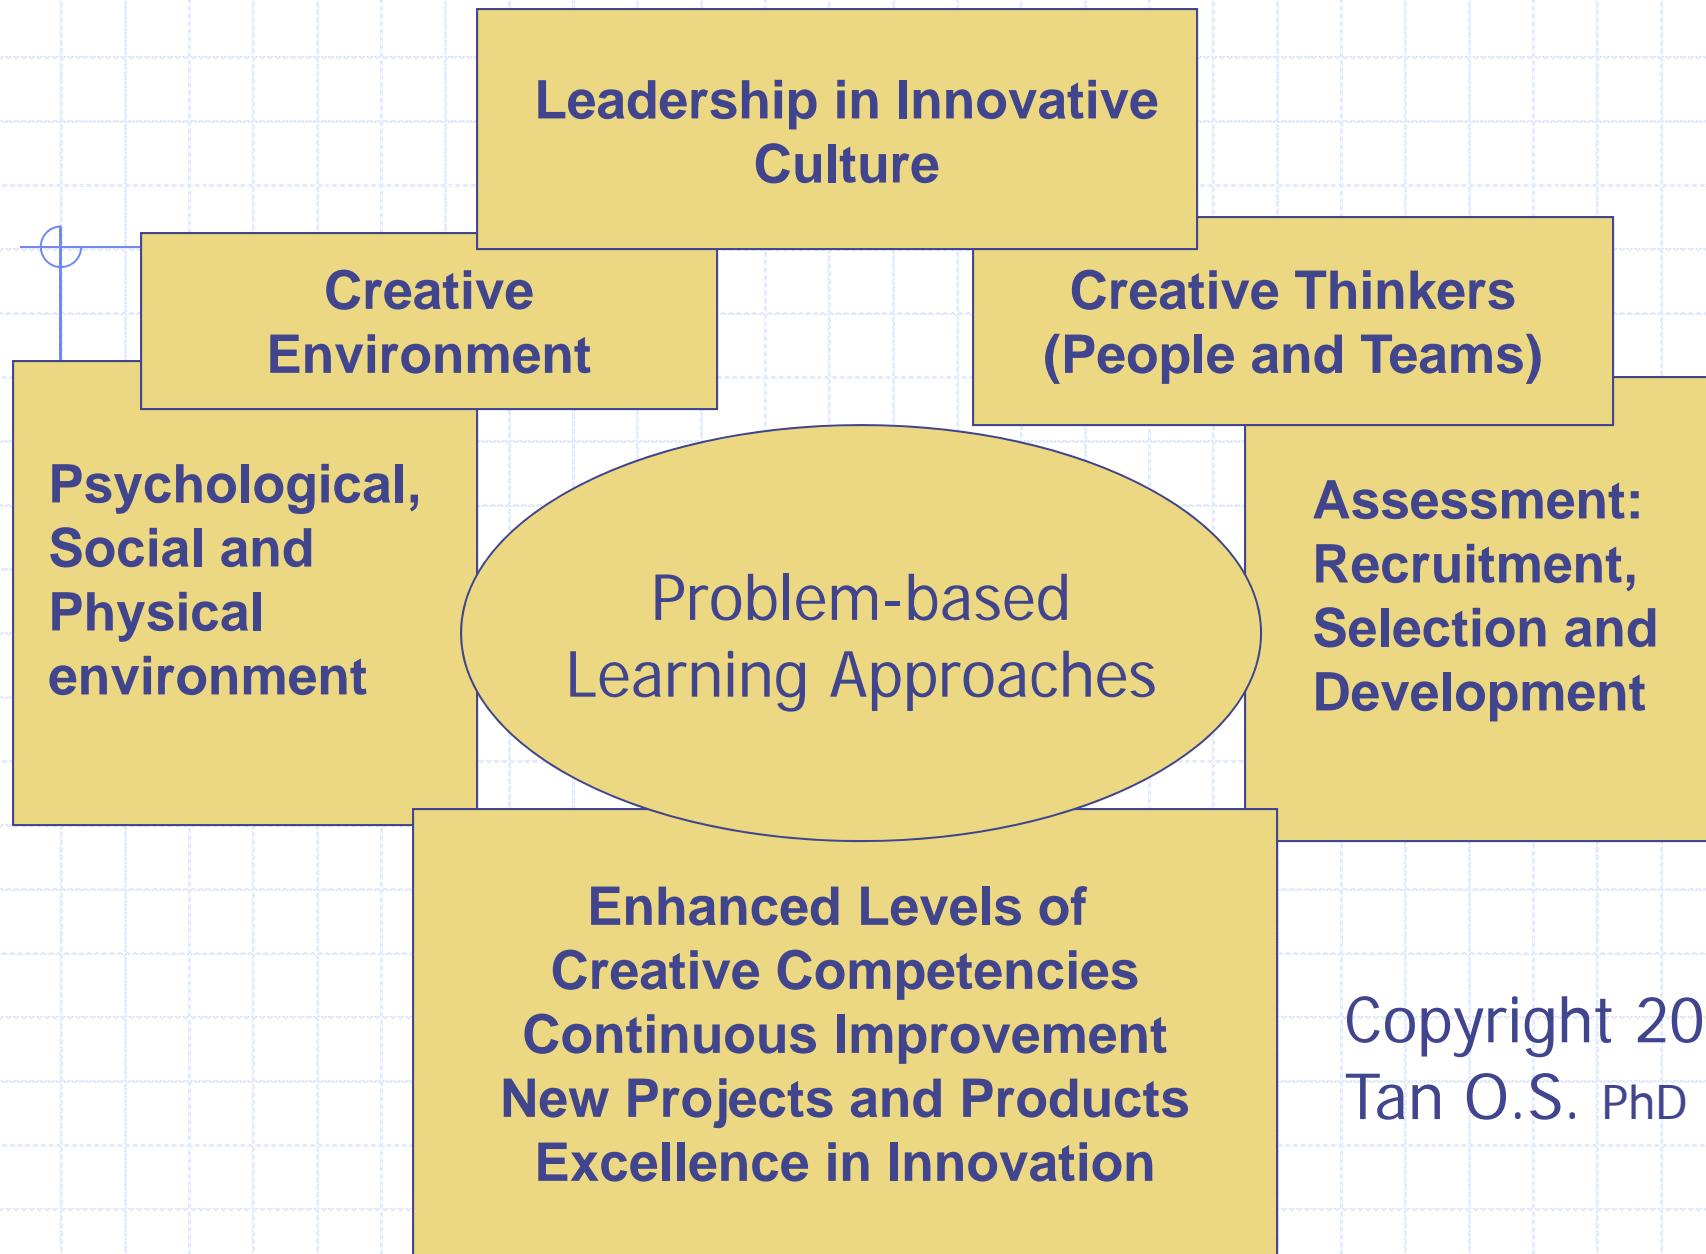 Leadership in Innovative
Culture
Creative
Environment
Creative Thinkers
(People and Teams)
Psychological,
Social and
Physical
environment
Problem-based
Learning Approaches
Assessment:
Recruitment,
Selection and
Development
Enhanced Levels of
Creative Competencies
Continuous Improvement
New Projects and Products
Excellence in Innovation
Copyright 20
Tan O.S. PhD